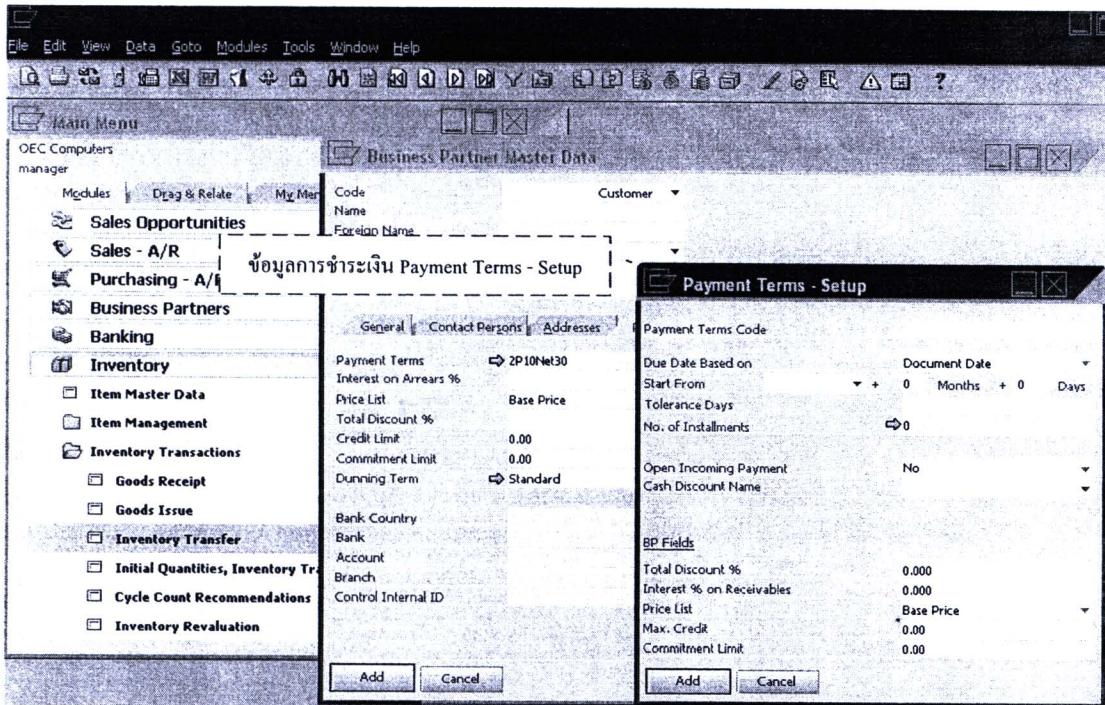 File Edit View Data Goto Modules Tools Window Help
Main Menu
OEC Computers
manager
Modules Drag & Relate My Men
Sales Opportunities
Sales - A/R
Purchasing - A/
Business Partners
Banking
Inventory
Item Master Data
Item Management
Inventory Transactions
Goods Receipt
Goods Issue
Inventory Transfer
Initial Quantities, Inventory Tr
Cycle Count Recommendations
Inventory Revaluation
Business Partner Master Data
Code Customer
Name
Foreign Name
ข้อมูลการชำระเงิน Payment Terms - Setup
General Contact Persons Addresses
Payment Terms 2P10Net30
Interest on Arrears %
Price List Base Price
Total Discount %
Credit Limit 0.00
Commitment Limit 0.00
Dunning Term Standard
Bank Country
Bank
Account
Branch
Control Internal ID
Add Cancel
Payment Terms - Setup
Payment Terms Code
Due Date Based on Document Date
Start From + 0 Months + 0 Days
Tolerance Days
No. of Installments 0
Open Incoming Payment No
Cash Discount Name
BP Fields
Total Discount % 0.000
Interest % on Receivables 0.000
Price List Base Price
Max. Credit 0.00
Commitment Limit 0.00
Add Cancel